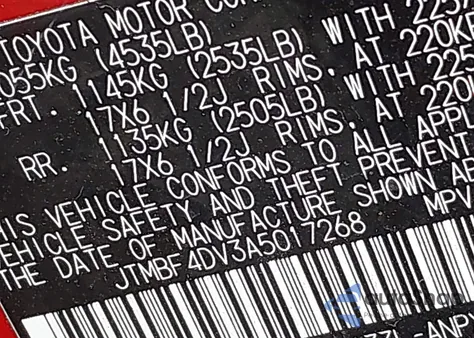 TOYOTA MOTOR
055KG (4535LB)
FRT. 1145KG (2535LB) WITH
17X6 1/2J RIMS, AT 220K
RR. 1135KG (2505LB) WITH 225
17X6 1/2J RIMS, AT 220
VEHICLE CONFORMS TO ALL APPL
VEHICLE SAFETY AND THEFT PREVENT
THE DATE OF MANUFACTURE SHOWN AB
JTMBF4DV3A5017268 MPV